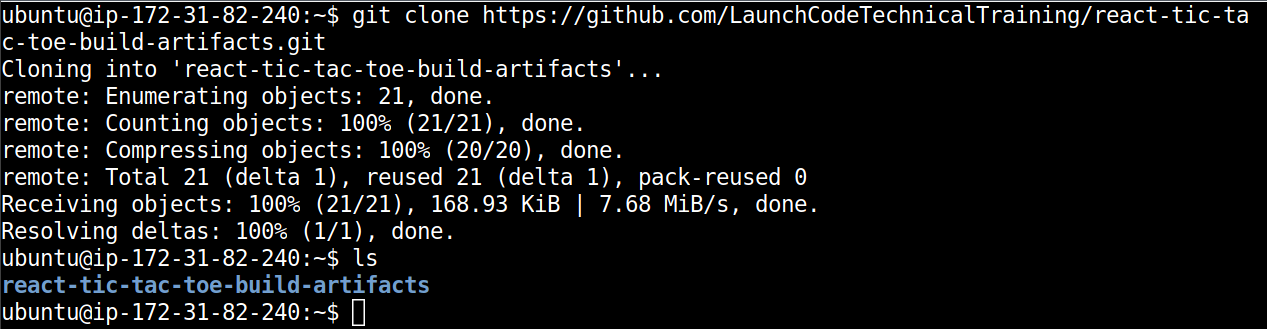 ubuntu@ip-172-31-82-240:~$ git clone https://github.com/LaunchCodeTechnicalTraining/react-tic-ta
c-toe-build-artifacts.git
Cloning into 'react-tic-tac-toe-build-artifacts'...
remote: Enumerating objects: 21, done.
remote: Counting objects: 100% (21/21), done.
remote: Compressing objects: 100% (20/20), done.
remote: Total 21 (delta 1), reused 21 (delta 1), pack-reused 0
Receiving objects: 100% (21/21), 168.93 KiB | 7.68 MiB/s, done.
Resolving deltas: 100% (1/1), done.
ubuntu@ip-172-31-82-240:~$ ls
react-tic-tac-toe-build-artifacts
ubuntu@ip-172-31-82-240:~$